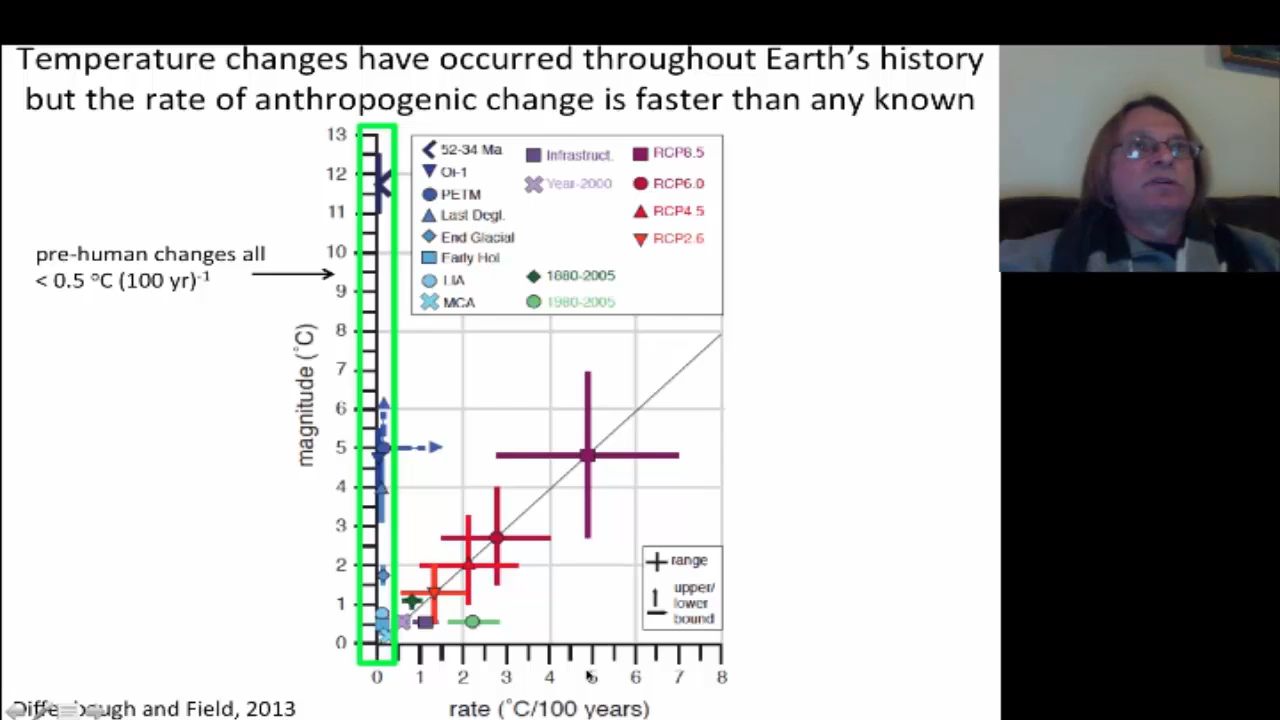 Temperature changes have occurred throughout Earth's history
but the rate of anthropogenic change is faster than any known
pre-human changes all
< 0.5 °C (100 yr)⁻¹
magnitude (˚C)
13
12
11
10
9
8
7
6
5
4
3
2
1
0
52-34 Ma
Oi-1
PETM
Last Degl.
End Glacial
Early Hol
LIA
MCA
Infrastruct.
Year-2000
1880-2005
1980-2005
RCP8.5
RCP6.0
RCP4.5
RCP2.6
range
upper/
lower
bound
0 1 2 3 4 5 6 7 8
rate (˚C/100 years)
Diffenbaugh and Field, 2013